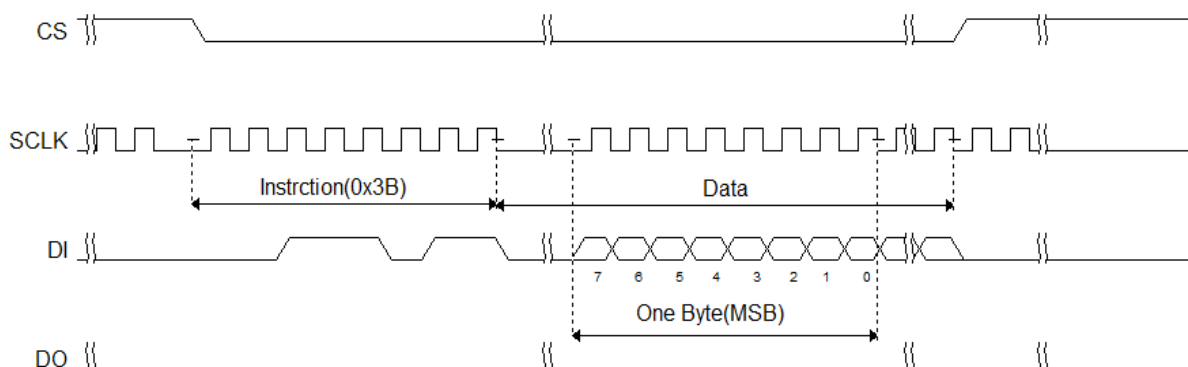 CS
SCLK
Instrction(0x3B)
Data
DI
7 6 5 4 3 2 1 0
One Byte(MSB)
DO